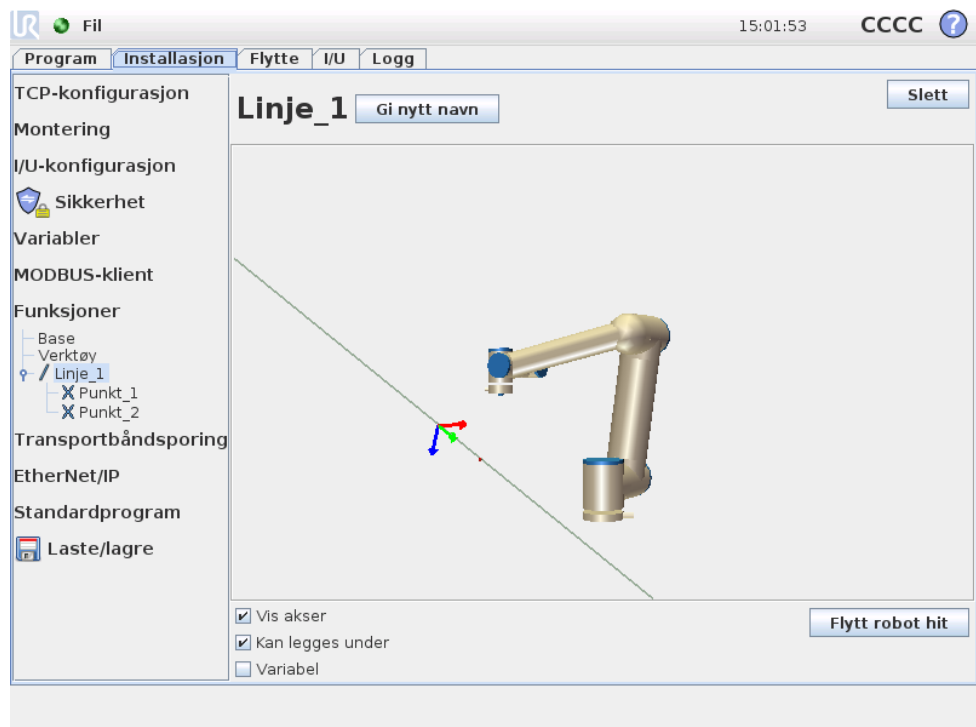 UR Fil 15:01:53 CCCC ?
Program Installasjon Flytte I/U Logg
TCP-konfigurasjon
Montering
I/U-konfigurasjon
Sikkerhet
Variabler
MODBUS-klient
Funksjoner
Base
Verktøy
Linje_1
Punkt_1
Punkt_2
Transportbåndsporing
EtherNet/IP
Standardprogram
Laste/lagre
Linje_1 Gi nytt navn Slett
Vis akser
Kan legges under
Variabel
Flytt robot hit